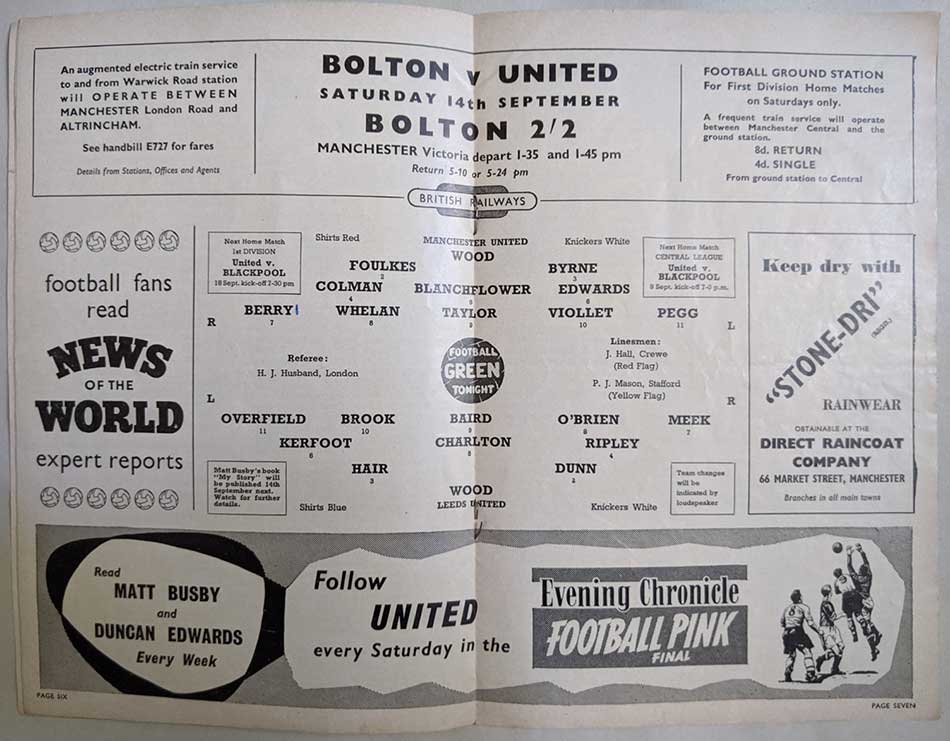 An augmented electric train service
to and from Warwick Road station
will OPERATE BETWEEN
MANCHESTER London Road and
ALTRINCHAM.
See handbill E727 for fares
Details from Stations, Offices and Agents
BOLTON v UNITED
SATURDAY 14th SEPTEMBER
BOLTON 2/2
MANCHESTER Victoria depart 1-35 and 1-45 pm
Return 5-10 or 5-24 pm
BRITISH RAILWAYS
FOOTBALL GROUND STATION
For First Division Home Matches
on Saturdays only.
A frequent train service will operate
between Manchester Central and the
ground station.
8d. RETURN
4d. SINGLE
From ground station to Central
football fans
read
NEWS
OF THE
WORLD
expert reports
Next Home Match
1st DIVISION
United v.
BLACKPOOL
18 Sept. kick-off 7-30 pm
Shirts Red
MANCHESTER UNITED
Knickers White
Next Home Match
CENTRAL LEAGUE
United v.
BLACKPOOL
9 Sept. kick-off 7-0 p.m.
WOOD
FOULKES
BYRNE
2
3
COLMAN
BLANCHFLOWER
EDWARDS
4
5
6
BERRY
WHELAN
TAYLOR
VIOLLET
PEGG
R
7
8
9
10
11
L
Referee:
H. J. Husband, London
FOOTBALL
GREEN
TONIGHT
Linesmen:
J. Hall, Crewe
(Red Flag)
P. J. Mason, Stafford
(Yellow Flag)
L
R
OVERFIELD
BROOK
BAIRD
O'BRIEN
MEEK
11
10
9
8
7
KERFOOT
CHARLTON
RIPLEY
6
5
4
HAIR
DUNN
3
2
WOOD
Matt Busby's book
"My Story" will
be published 14th
September next.
Watch for further
details.
Shirts Blue
LEEDS UNITED
Knickers White
Team changes
will be
indicated by
loudspeaker
Keep dry with
"STONE-DRI"
(REGD.)
RAINWEAR
OBTAINABLE AT THE
DIRECT RAINCOAT
COMPANY
66 MARKET STREET, MANCHESTER
Branches in all main towns
Read
MATT BUSBY
and
DUNCAN EDWARDS
Every Week
Follow
UNITED
every Saturday in the
Evening Chronicle
FOOTBALL PINK
FINAL
PAGE SIX
PAGE SEVEN